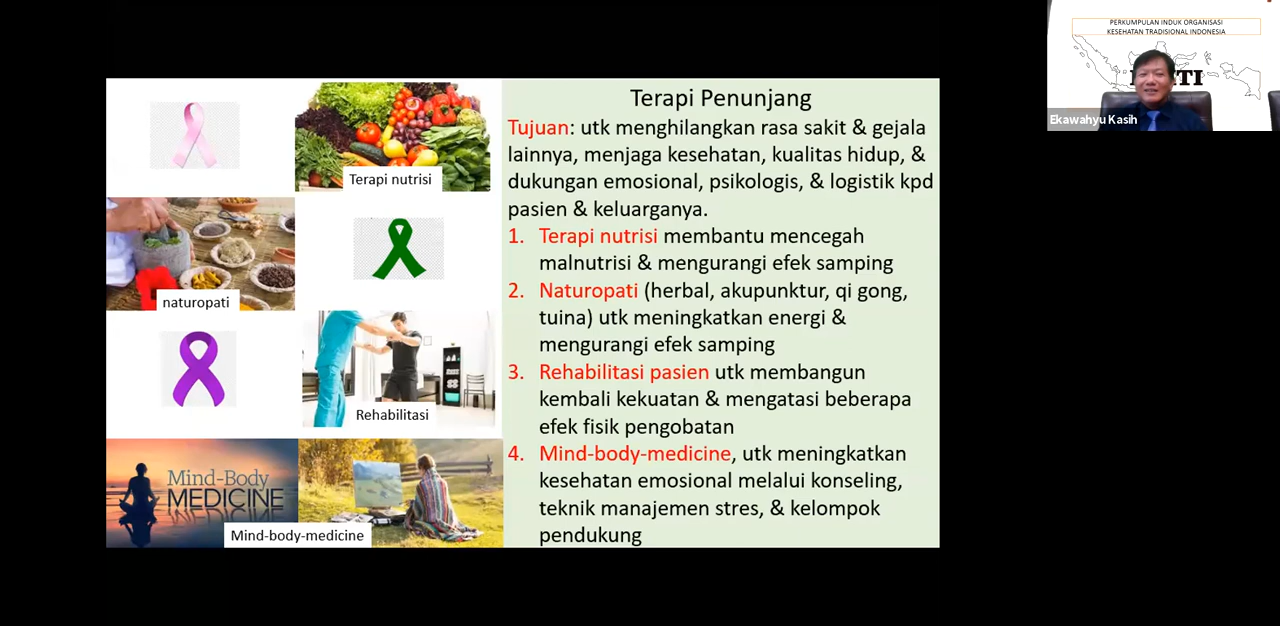 PERKUMPULAN INDUK ORGANISASI
KESEHATAN TRADISIONAL INDONESIA
Ekawahyu Kasih
Terapi nutrisi
naturopati
Rehabilitasi
Mind-Body
MEDICINE
Mind-body-medicine
Terapi Penunjang
Tujuan: utk menghilangkan rasa sakit & gejala
lainnya, menjaga kesehatan, kualitas hidup, &
dukungan emosional, psikologis, & logistik kpd
pasien & keluarganya.
1. Terapi nutrisi membantu mencegah
malnutrisi & mengurangi efek samping
2. Naturopati (herbal, akupunktur, qi gong,
tuina) utk meningkatkan energi &
mengurangi efek samping
3. Rehabilitasi pasien utk membangun
kembali kekuatan & mengatasi beberapa
efek fisik pengobatan
4. Mind-body-medicine, utk meningkatkan
kesehatan emosional melalui konseling,
teknik manajemen stres, & kelompok
pendukung